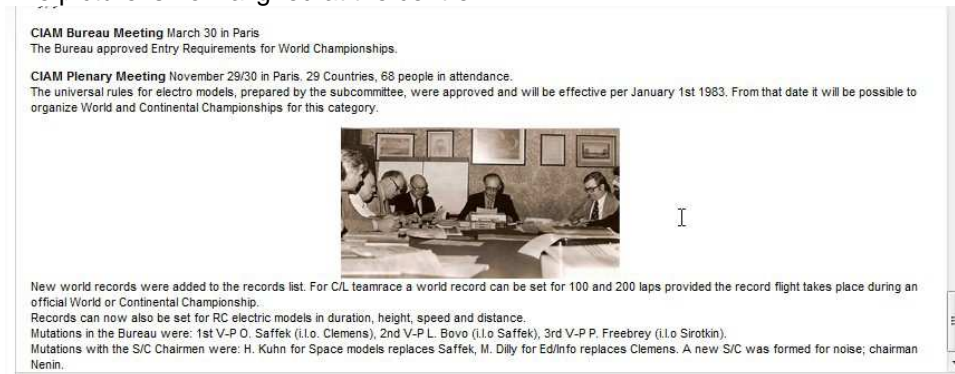 CIAM Bureau Meeting March 30 in Paris
The Bureau approved Entry Requirements for World Championships.
CIAM Plenary Meeting November 29/30 in Paris. 29 Countries, 68 people in attendance.
The universal rules for electro models, prepared by the subcommittee, were approved and will be effective per January 1st 1983. From that date it will be possible to
organize World and Continental Championships for this category.
New world records were added to the records list. For C/L teamrace a world record can be set for 100 and 200 laps provided the record flight takes place during an
official World or Continental Championship.
Records can now also be set for RC electric models in duration, height, speed and distance.
Mutations in the Bureau were: 1st V-P O. Saffek (i.l.o. Clemens), 2nd V-P L. Bovo (i.l.o Saffek), 3rd V-P P. Freebrey (i.l.o Sirotkin).
Mutations with the S/C Chairmen were: H. Kuhn for Space models replaces Saffek, M. Dilly for Ed/Info replaces Clemens. A new S/C was formed for noise; chairman
Nenin.